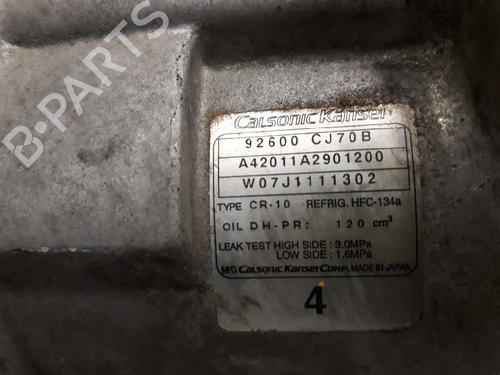 B-PARTS
Calsonic Kansei
92600 CJ70B
A42011A2901200
W07J1111302
TYPE CR-10 REFRIG. HFC-134a
OIL DH-PR: 120 cm³
LEAK TEST HIGH SIDE : 3.0MPa
LOW SIDE : 1.6MPa
MFD. CALSONIC KANSEI CORP. MADE IN JAPAN
4